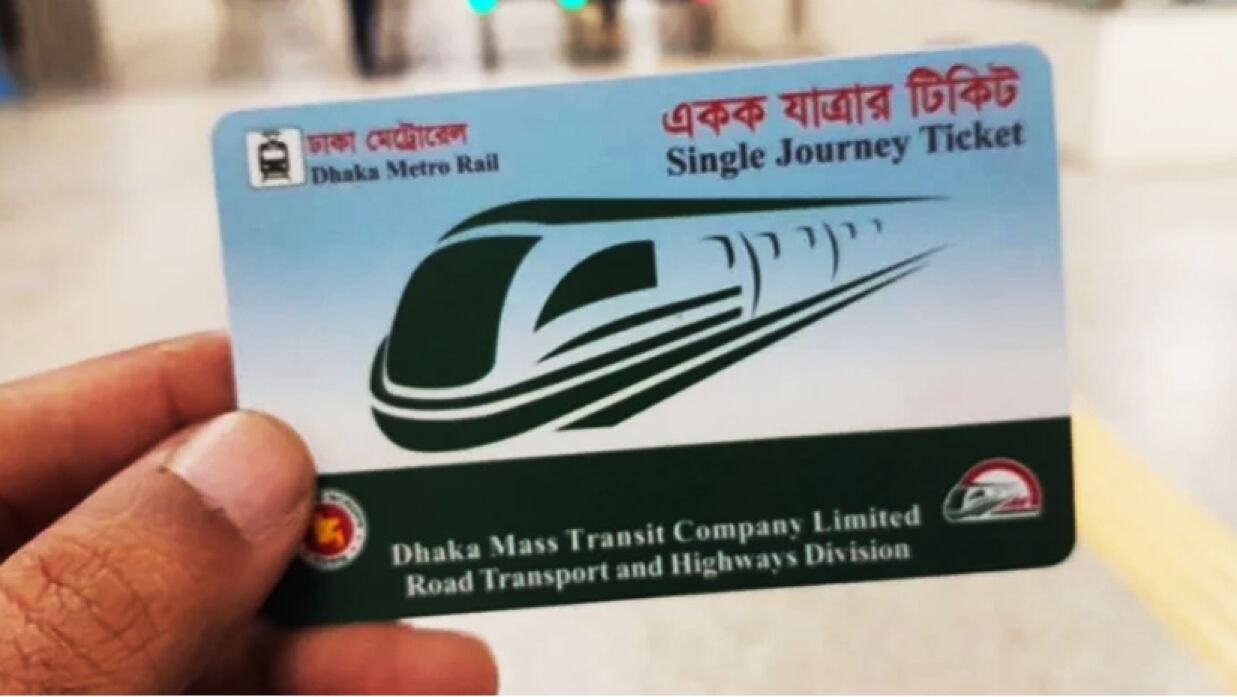 ঢাকা মেট্রোরেল
Dhaka Metro Rail
একক যাত্রার টিকিট
Single Journey Ticket
Dhaka Mass Transit Company Limited
Road Transport and Highways Division